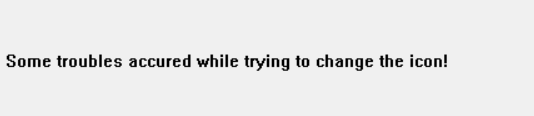 Some troubles accured while trying to change the icon!